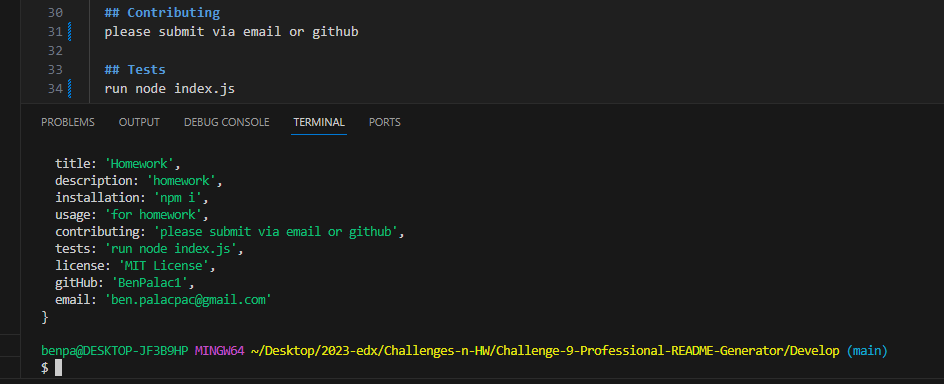 30 ## Contributing
31 please submit via email or github
32
33 ## Tests
34 run node index.js
PROBLEMS OUTPUT DEBUG CONSOLE TERMINAL PORTS
title: 'Homework',
description: 'homework',
installation: 'npm i',
usage: 'for homework',
contributing: 'please submit via email or github',
tests: 'run node index.js',
license: 'MIT License',
gitHub: 'BenPalac1',
email: 'ben.palacpac@gmail.com'
}
benpa@DESKTOP-JF3B9HP MINGW64 ~/Desktop/2023-edx/Challenges-n-HW/Challenge-9-Professional-README-Generator/Develop (main)
$